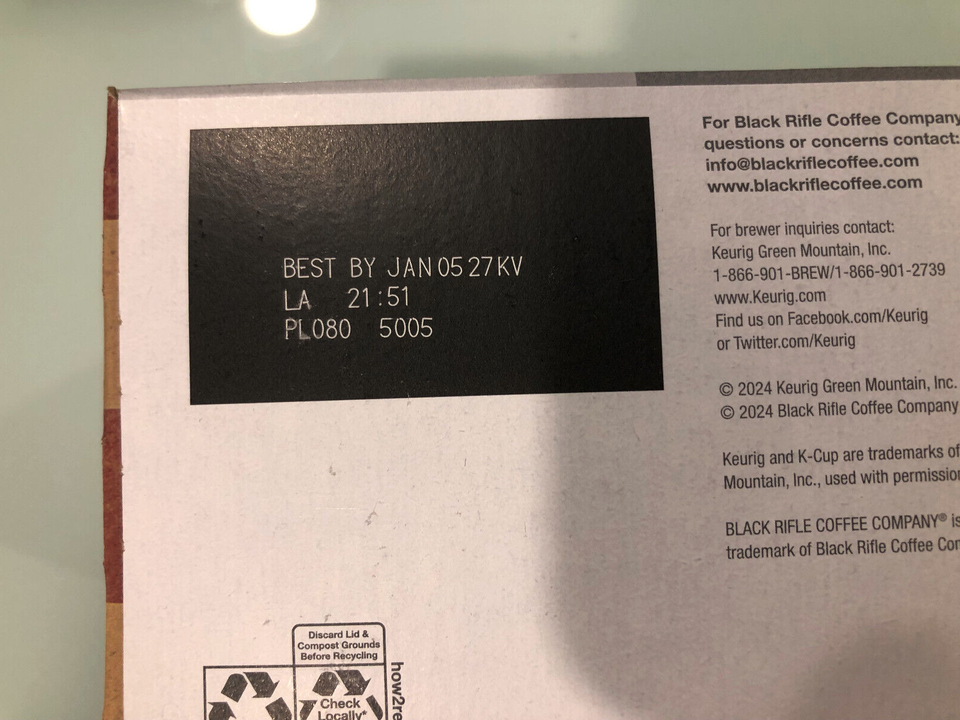 BEST BY JAN 05 27 KV
LA 21:51
PL080 5005
For Black Rifle Coffee Company
questions or concerns contact:
info@blackriflecoffee.com
www.blackriflecoffee.com
For brewer inquiries contact:
Keurig Green Mountain, Inc.
1-866-901-BREW/1-866-901-2739
www.Keurig.com
Find us on Facebook.com/Keurig
or Twitter.com/Keurig
© 2024 Keurig Green Mountain, Inc.
© 2024 Black Rifle Coffee Company
Keurig and K-Cup are trademarks of
Mountain, Inc., used with permission
BLACK RIFLE COFFEE COMPANY® is
trademark of Black Rifle Coffee
Discard Lid &
Compost Grounds
Before Recycling
Check
Locally*
how2re